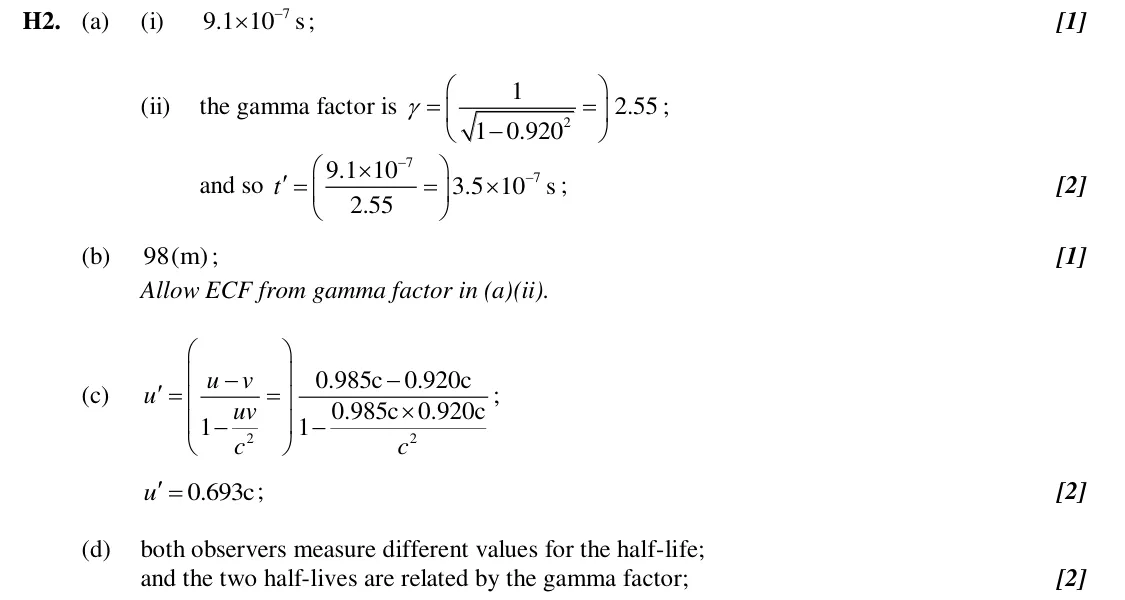 H2. (a) (i) 9.1×10⁻⁷ s; [1]
(ii) the gamma factor is γ = (1/√(1−0.920²) =) 2.55;
and so t′ = (9.1×10⁻⁷/2.55 =) 3.5×10⁻⁷ s; [2]
(b) 98(m); [1]
Allow ECF from gamma factor in (a)(ii).
(c) u′ = ((u−v)/(1−uv/c²) =) (0.985c−0.920c)/(1−(0.985c×0.920c)/c²);
u′ = 0.693c; [2]
(d) both observers measure different values for the half-life;
and the two half-lives are related by the gamma factor; [2]